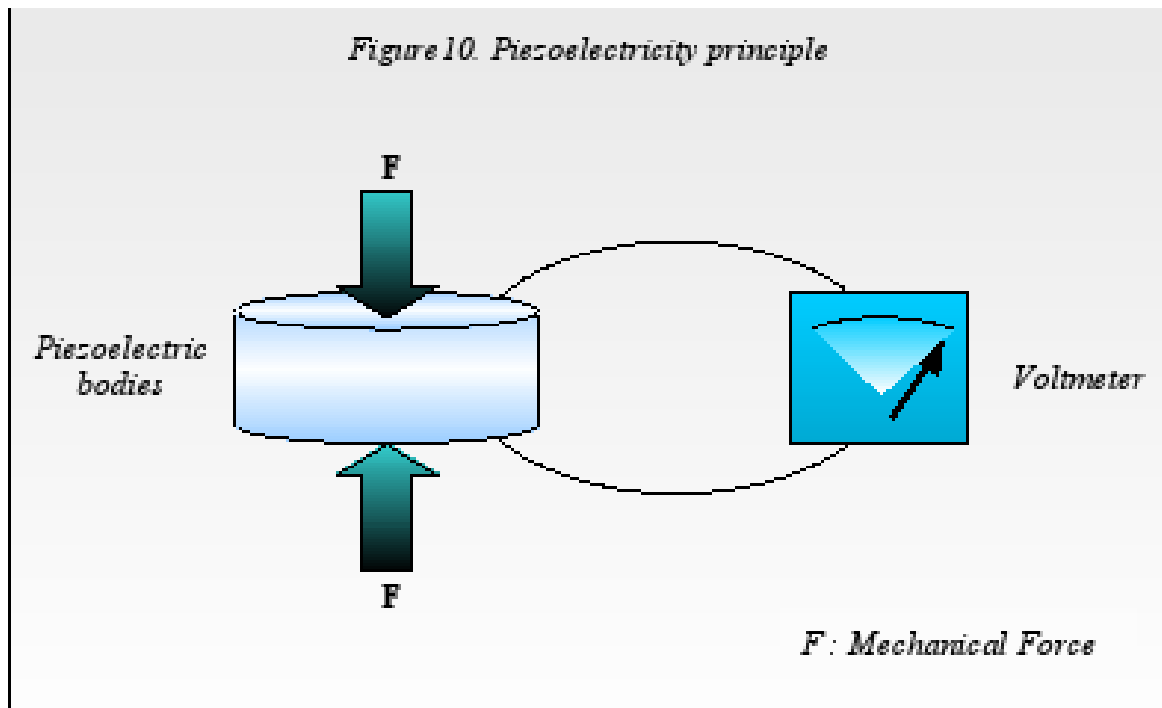 Figure 10. Piezoelectricity principle
F
Piezoelectric
bodies
Voltmeter
F
F : Mechanical Force